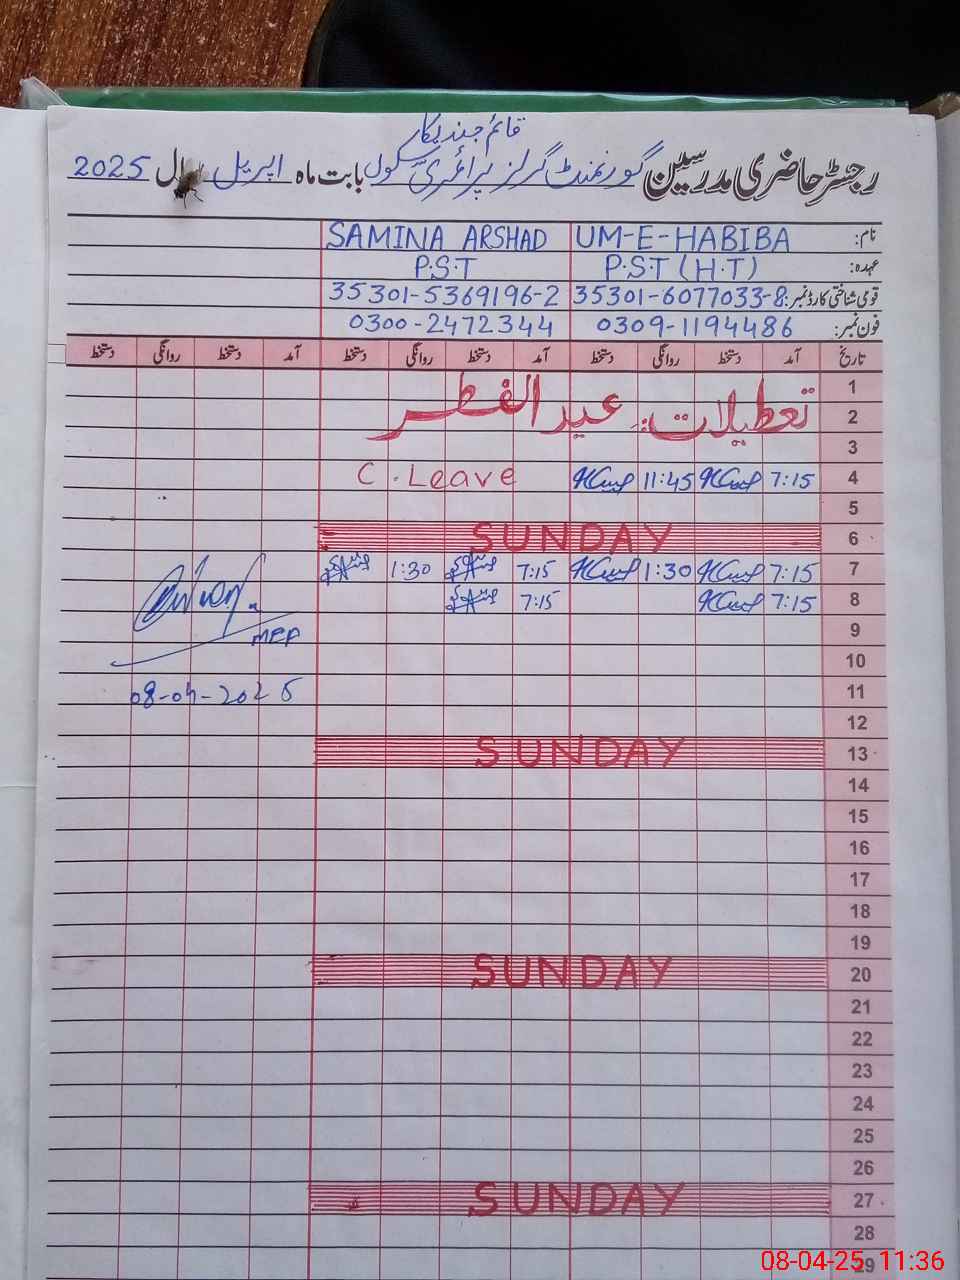 قائم جندیکار
رجسٹر حاضری مدرسین گورنمنٹ گرلز پرائمری سکول بابت ماہ اپریل سال 2025
نام: UM-E-HABIBA SAMINA ARSHAD
عہدہ: P.S.T (H.T) P.S.T
قومی شناختی کارڈ نمبر: 35301-6077033-8 35301-5369196-2
فون نمبر: 0309-1194486 0300-2472344
تاریخ آمد دستخط روانگی دستخط آمد دستخط روانگی دستخط آمد دستخط روانگی دستخط
1
تعطیلات عید الفطر
2
3
4 7:15 11:45 C.Leave
5
6 SUNDAY
7 7:15 1:30 7:15 1:30
8 7:15 7:15
9
10
11 08-04-2025
12
13 SUNDAY
14
15
16
17
18
19
20 SUNDAY
21
22
23
24
25
26
27 SUNDAY
28
29
08-04-25 11:36